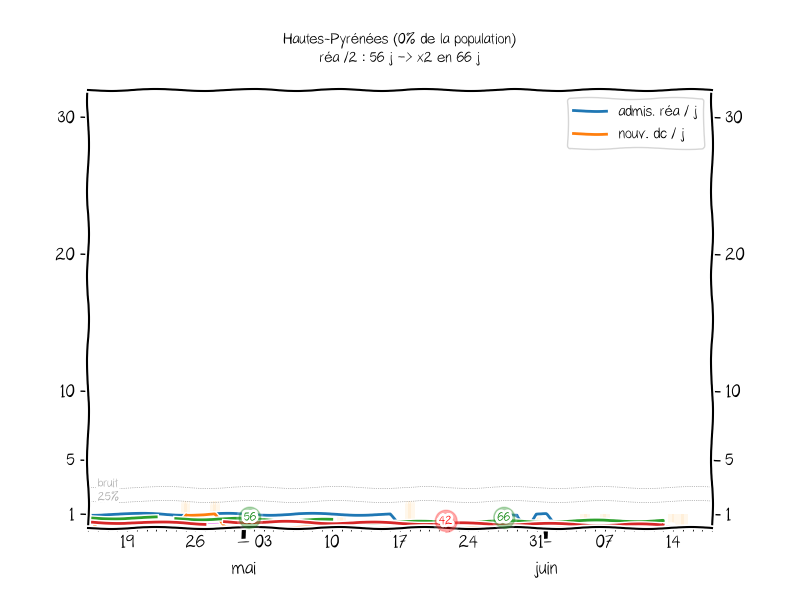 Hautes-Pyrénées (0% de la population)
réa /2 : 56 j -> x2 en 66 j
admis. réa / j
nouv. dc / j
30
30
20
20
10
10
5
5
bruit
25%
1
1
56
42
66
19 26 03 10 17 24 31 07 14
mai juin